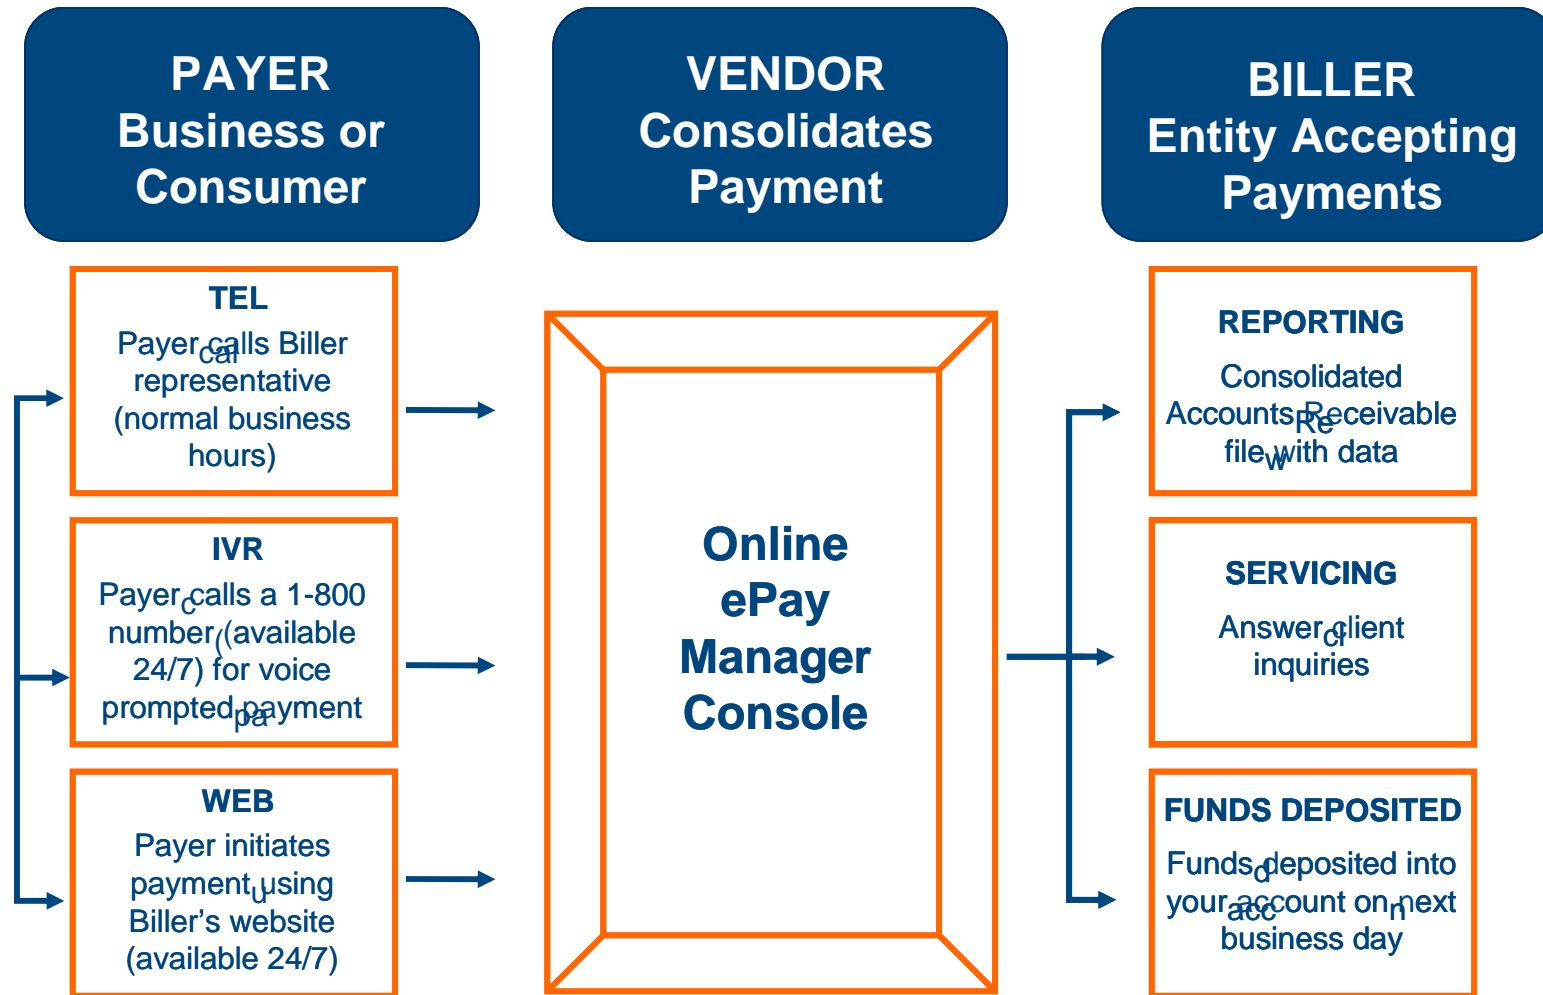 PAYER
Business or
Consumer
VENDOR
Consolidates
Payment
BILLER
Entity Accepting
Payments
TEL
Payer calls Biller
representative
(normal business
hours)
IVR
Payer calls a 1-800
number (available
24/7) for voice
prompted payment
WEB
Payer initiates
payment using
Biller's website
(available 24/7)
Online
ePay
Manager
Console
REPORTING
Consolidated
Accounts Receivable
file with data
SERVICING
Answer client
inquiries
FUNDS DEPOSITED
Funds deposited into
your account on next
business day